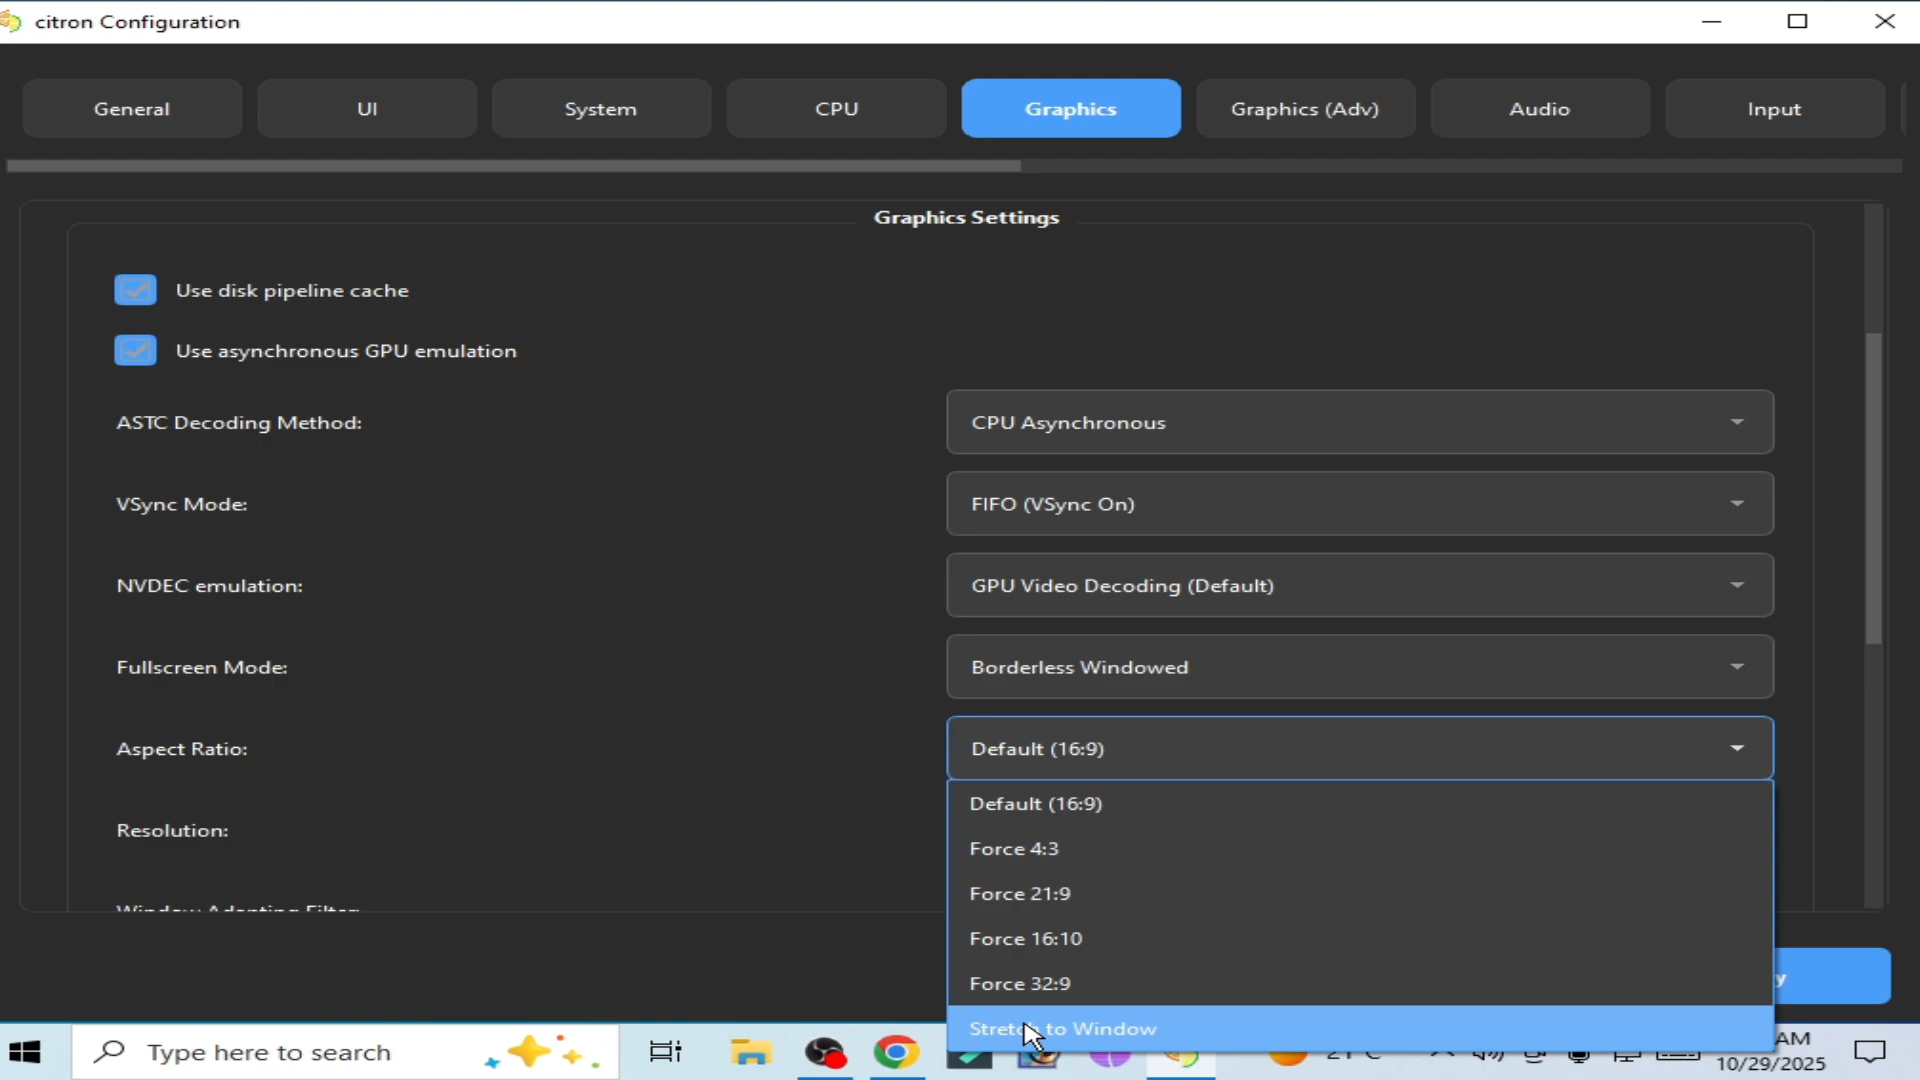 citron Configuration
General UI System CPU Graphics Graphics (Adv) Audio Input
Graphics Settings
Use disk pipeline cache
Use asynchronous GPU emulation
ASTC Decoding Method: CPU Asynchronous
VSync Mode: FIFO (VSync On)
NVDEC emulation: GPU Video Decoding (Default)
Fullscreen Mode: Borderless Windowed
Aspect Ratio: Default (16:9)
Default (16:9)
Resolution:
Force 4:3
Force 21:9
Force 16:10
Force 32:9
Stretch to Window
Type here to search
AM
10/29/2025